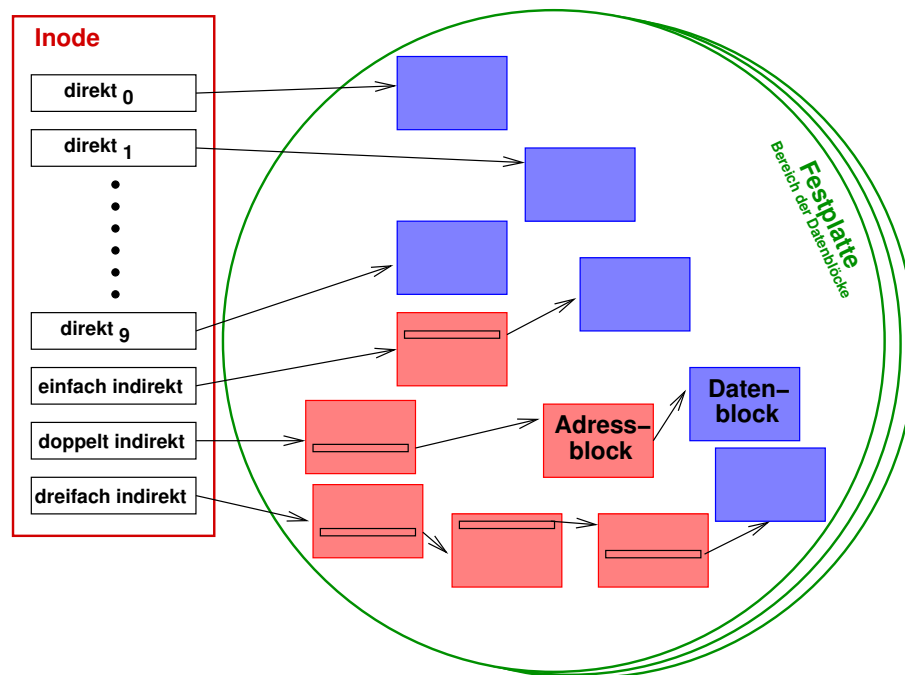 Inode
direkt 0
direkt 1
direkt 9
einfach indirekt
doppelt indirekt
dreifach indirekt
Festplatte
Bereich der Datenblöcke
Daten–
block
Adress–
block